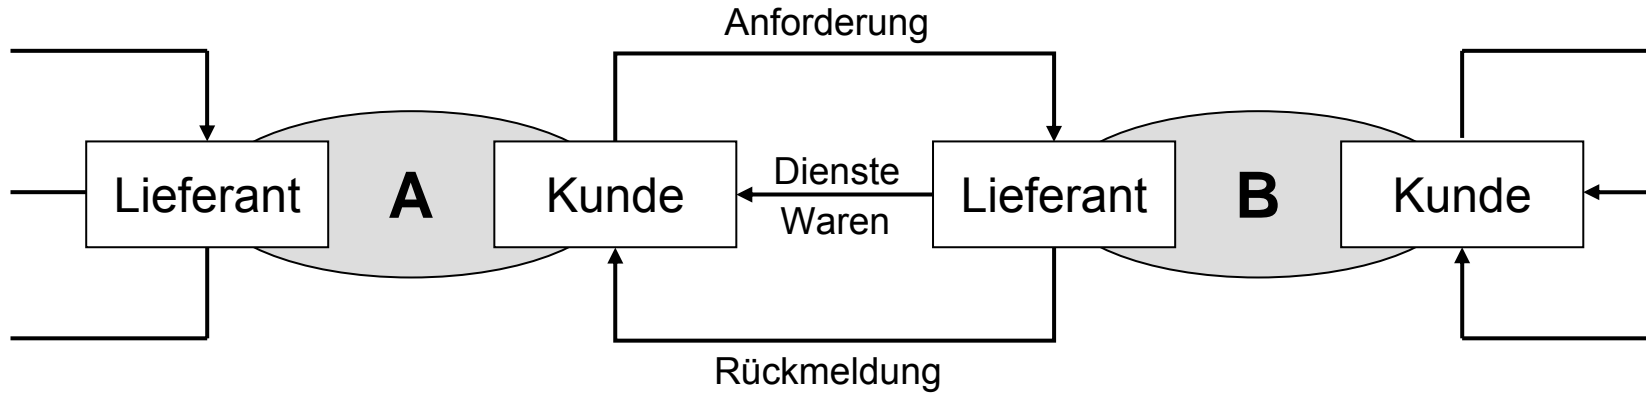 Anforderung
Lieferant
A
Kunde
Dienste
Waren
Lieferant
B
Kunde
Rückmeldung